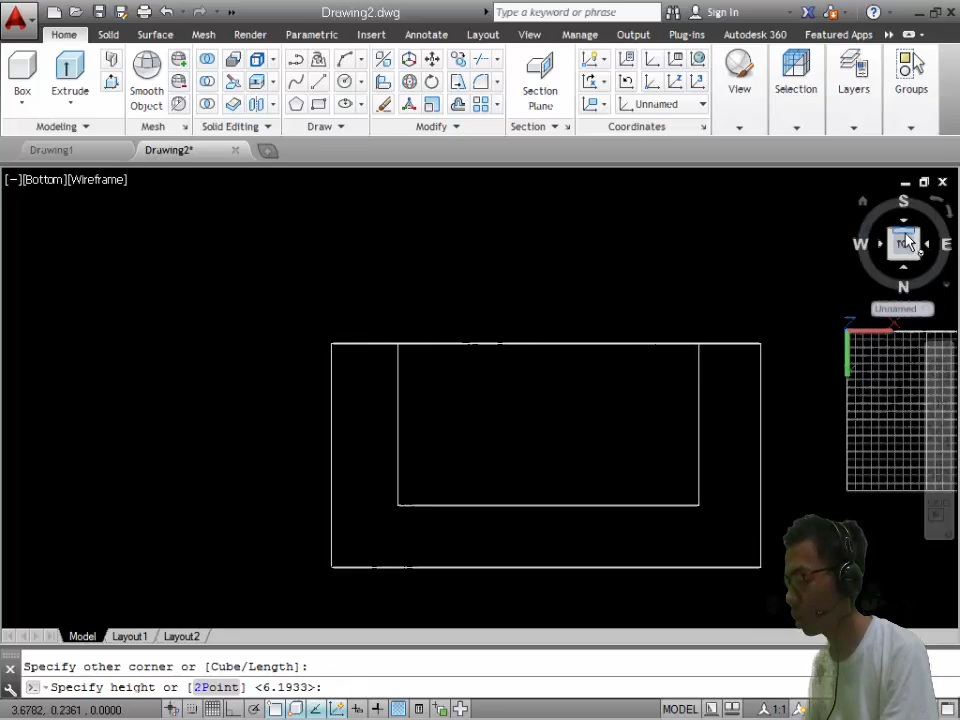 Drawing2.dwg
Type a keyword or phrase
Sign In
Home Solid Surface Mesh Render Parametric Insert Annotate Layout View Manage Output Plug-ins Autodesk 360 Featured Apps
Box Extrude Smooth Object Section Plane View Selection Layers Groups
Unnamed
Modeling Mesh Solid Editing Draw Modify Section Coordinates
Drawing1 Drawing2*
[−][Bottom][Wireframe]
S
W E
N
Unnamed
Z X
Model Layout1 Layout2
Specify other corner or [Cube/Length]:
Specify height or [2Point] <6.1933>:
3.6782, 0.2361, 0.0000 MODEL 1:1